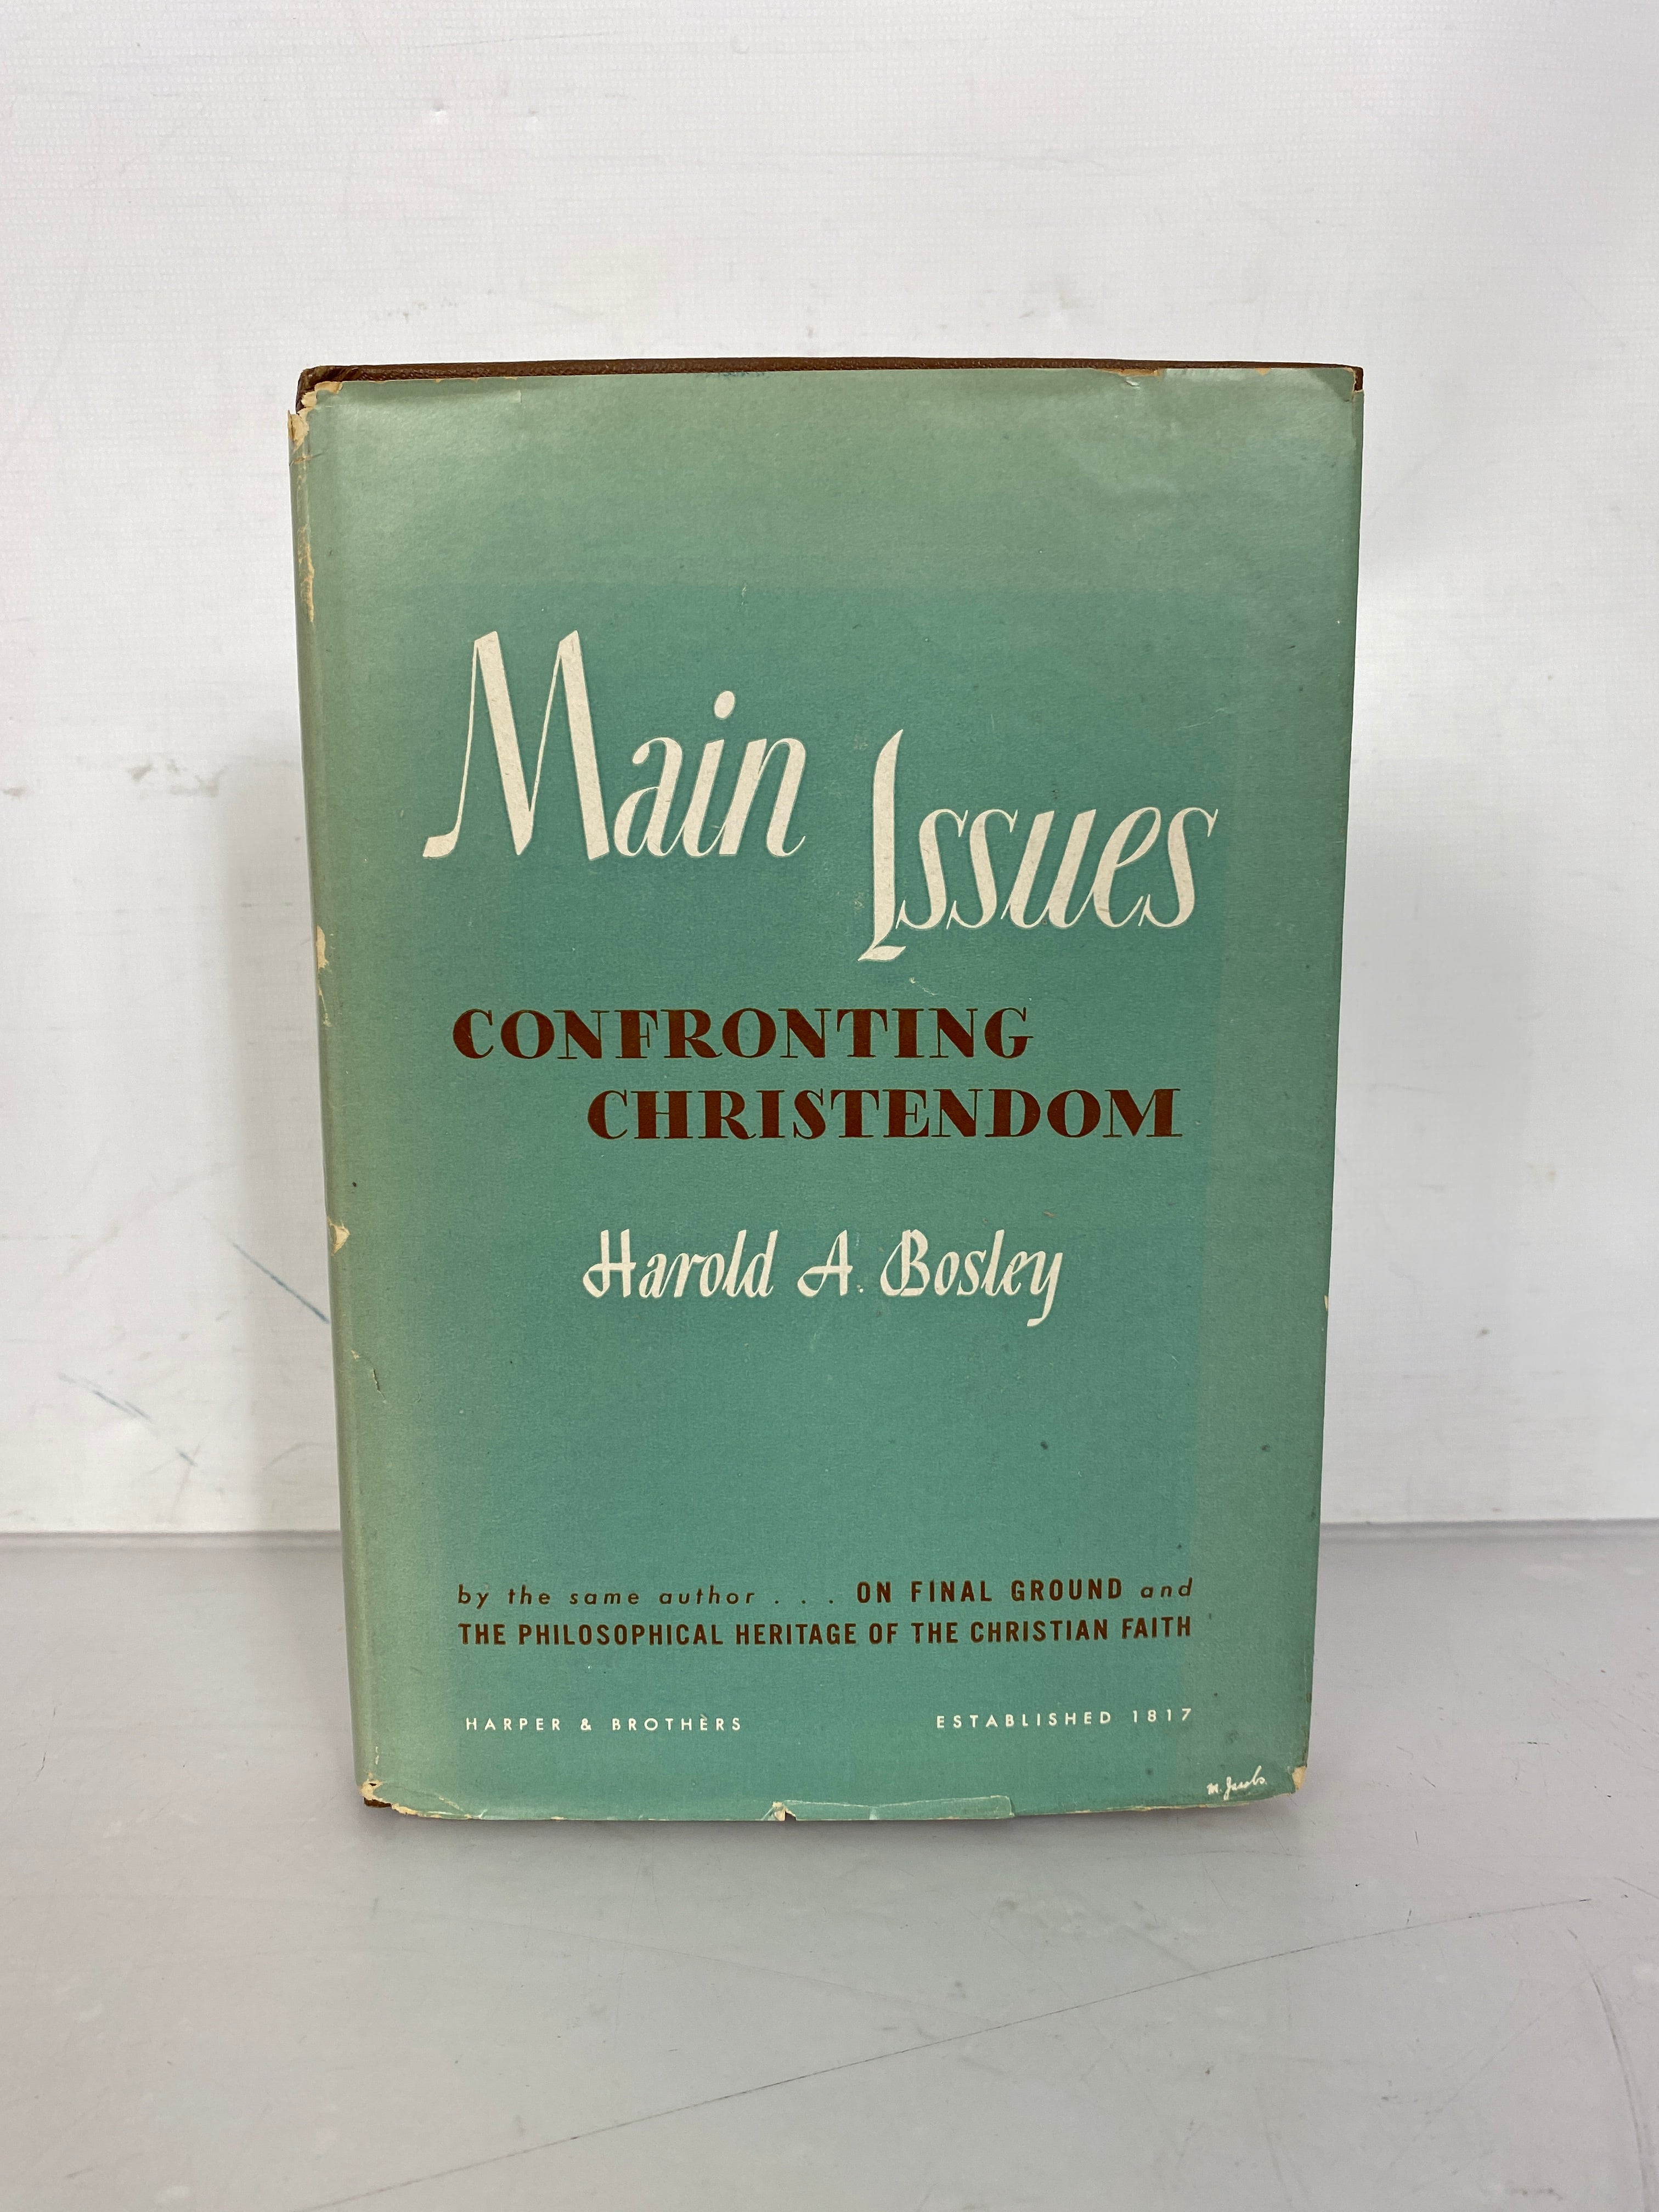 Main Issues
CONFRONTING
CHRISTENDOM
Harold A. Bosley
by the same author . . . ON FINAL GROUND and
THE PHILOSOPHICAL HERITAGE OF THE CHRISTIAN FAITH
HARPER & BROTHERS ESTABLISHED 1817
M. Jacobs